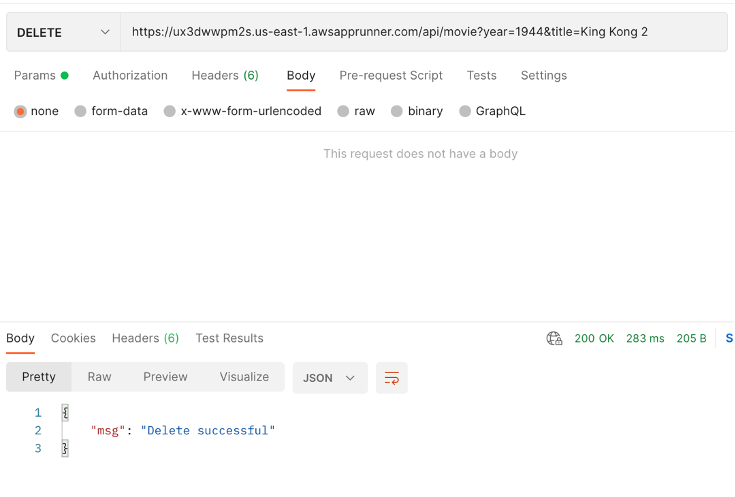 DELETE https://ux3dwwpm2s.us-east-1.awsapprunner.com/api/movie?year=1944&title=King Kong 2
Params Authorization Headers (6) Body Pre-request Script Tests Settings
none form-data x-www-form-urlencoded raw binary GraphQL
This request does not have a body
Body Cookies Headers (6) Test Results 200 OK 283 ms 205 B S
Pretty Raw Preview Visualize JSON
1 {
2 "msg": "Delete successful"
3 }